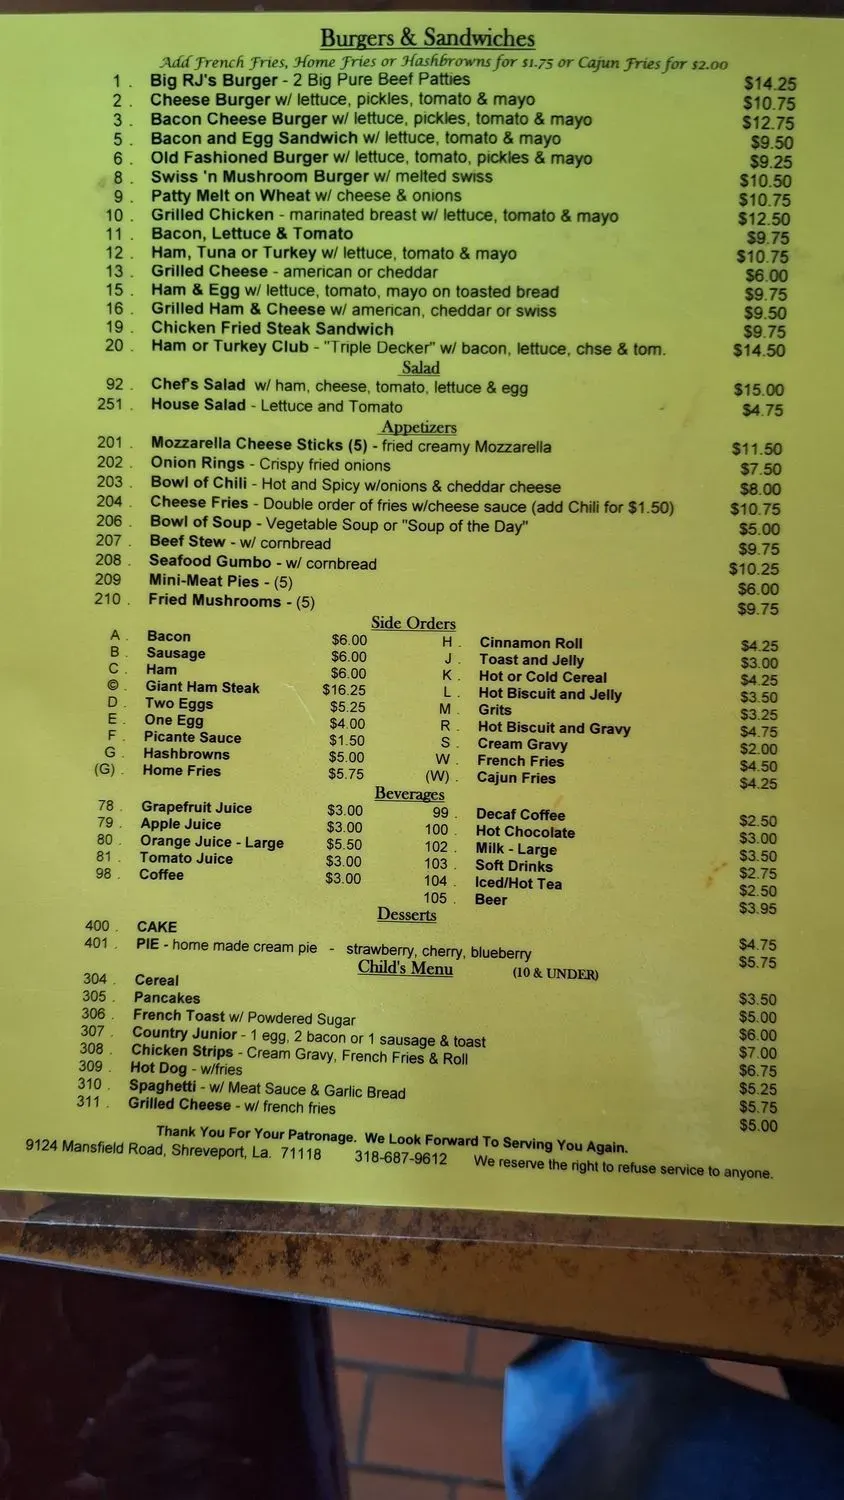 Burgers & Sandwiches
Add French Fries, Home Fries or Hashbrowns for $1.75 or Cajun Fries for $2.00
1 . Big RJ's Burger - 2 Big Pure Beef Patties $14.25
2 . Cheese Burger w/ lettuce, pickles, tomato & mayo $10.75
3 . Bacon Cheese Burger w/ lettuce, pickles, tomato & mayo $12.75
5 . Bacon and Egg Sandwich w/ lettuce, tomato & mayo $9.50
6 . Old Fashioned Burger w/ lettuce, tomato, pickles & mayo $9.25
8 . Swiss 'n Mushroom Burger w/ melted swiss $10.50
9 . Patty Melt on Wheat w/ cheese & onions $10.75
10 . Grilled Chicken - marinated breast w/ lettuce, tomato & mayo $12.50
11 . Bacon, Lettuce & Tomato $9.75
12 . Ham, Tuna or Turkey w/ lettuce, tomato & mayo $10.75
13 . Grilled Cheese - american or cheddar $6.00
15 . Ham & Egg w/ lettuce, tomato, mayo on toasted bread $9.75
16 . Grilled Ham & Cheese w/ american, cheddar or swiss $9.50
19 . Chicken Fried Steak Sandwich $9.75
20 . Ham or Turkey Club - "Triple Decker" w/ bacon, lettuce, chse & tom. $14.50
Salad
92 . Chef's Salad w/ ham, cheese, tomato, lettuce & egg $15.00
251 . House Salad - Lettuce and Tomato $4.75
Appetizers
201 . Mozzarella Cheese Sticks (5) - fried creamy Mozzarella $11.50
202 . Onion Rings - Crispy fried onions $7.50
203 . Bowl of Chili - Hot and Spicy w/onions & cheddar cheese $8.00
204 . Cheese Fries - Double order of fries w/cheese sauce (add Chili for $1.50) $10.75
206 . Bowl of Soup - Vegetable Soup or "Soup of the Day" $5.00
207 . Beef Stew - w/ cornbread $9.75
208 . Seafood Gumbo - w/ cornbread $10.25
209 Mini-Meat Pies - (5) $6.00
210 . Fried Mushrooms - (5) $9.75
Side Orders
A . Bacon $6.00 H . Cinnamon Roll $4.25
B . Sausage $6.00 J . Toast and Jelly $3.00
C . Ham $6.00 K . Hot or Cold Cereal $4.25
© . Giant Ham Steak $16.25 L . Hot Biscuit and Jelly $3.50
D . Two Eggs $5.25 M . Grits $3.25
E . One Egg $4.00 R . Hot Biscuit and Gravy $4.75
F . Picante Sauce $1.50 S . Cream Gravy $2.00
G . Hashbrowns $5.00 W . French Fries $4.50
(G) . Home Fries $5.75 (W) . Cajun Fries $4.25
Beverages
78 . Grapefruit Juice $3.00 99 . Decaf Coffee $2.50
79 . Apple Juice $3.00 100 . Hot Chocolate $3.00
80 . Orange Juice - Large $5.50 102 . Milk - Large $3.50
81 . Tomato Juice $3.00 103 . Soft Drinks $2.75
98 . Coffee $3.00 104 . Iced/Hot Tea $2.50
105 . Beer $3.95
Desserts
400 . CAKE $4.75
401 . PIE - home made cream pie - strawberry, cherry, blueberry $5.75
Child's Menu (10 & UNDER)
304 . Cereal $3.50
305 . Pancakes $5.00
306 . French Toast w/ Powdered Sugar $6.00
307 . Country Junior - 1 egg, 2 bacon or 1 sausage & toast $7.00
308 . Chicken Strips - Cream Gravy, French Fries & Roll $6.75
309 . Hot Dog - w/fries $5.25
310 . Spaghetti - w/ Meat Sauce & Garlic Bread $5.75
311 . Grilled Cheese - w/ french fries $5.00
Thank You For Your Patronage. We Look Forward To Serving You Again.
9124 Mansfield Road, Shreveport, La. 71118 318-687-9612 We reserve the right to refuse service to anyone.